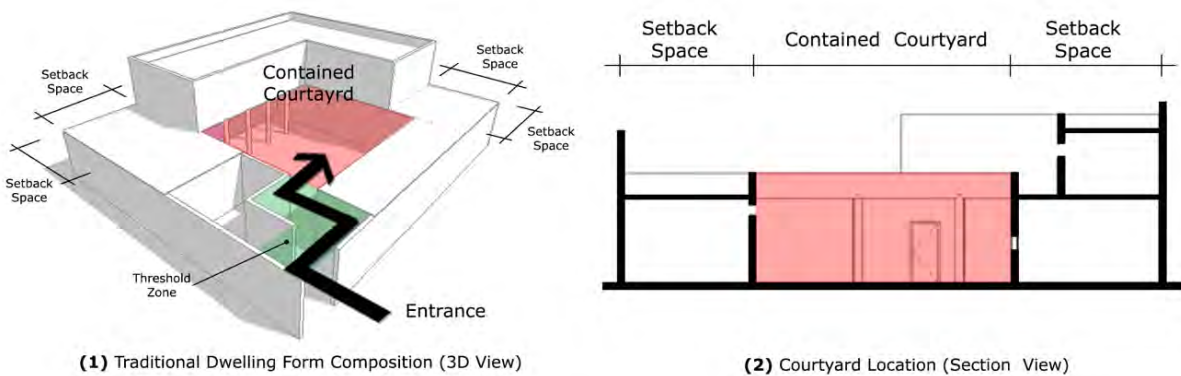 Setback
Space
Contained
Courtayrd
Setback
Space
Setback
Space
Setback
Space
Threshold
Zone
Entrance
(1) Traditional Dwelling Form Composition (3D View)
Setback
Space
Contained Courtyard
Setback
Space
(2) Courtyard Location (Section View)